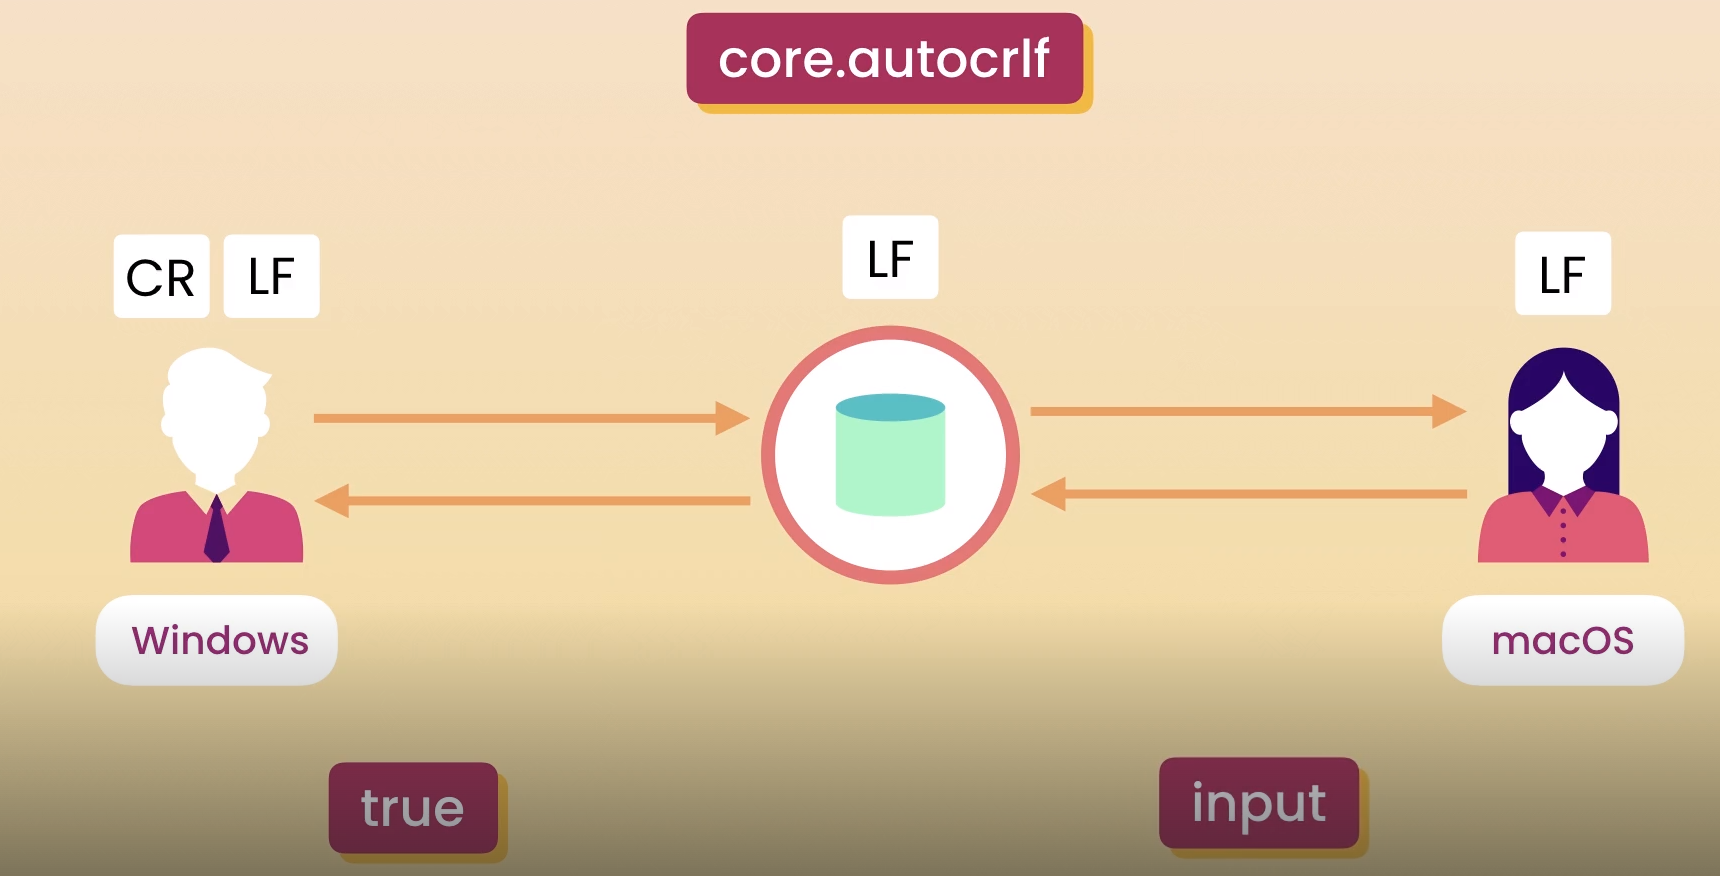 core.autocrlf
CR LF
LF
LF
Windows
macOS
true
input